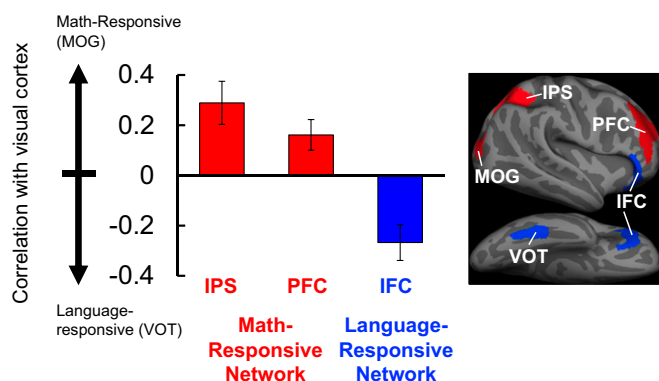 Math-Responsive
(MOG)
Correlation with visual cortex
0.4
0.2
0
-0.2
-0.4
Language-
responsive (VOT)
IPS
PFC
IFC
Math-
Responsive
Network
Language-
Responsive
Network
IPS
PFC
MOG
IFC
VOT